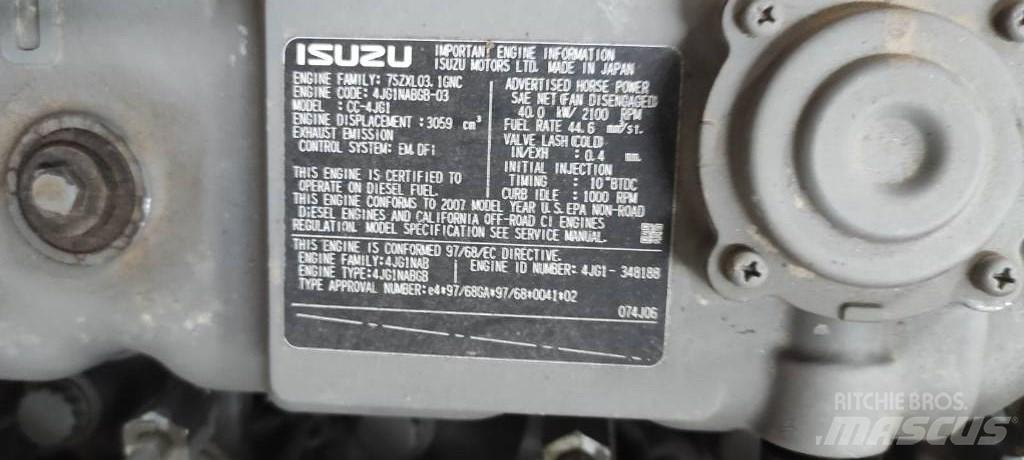 ISUZU
IMPORTANT ENGINE INFORMATION
ISUZU MOTORS LTD. MADE IN JAPAN
ENGINE FAMILY: 7SZXL03.1GNC
ENGINE CODE: 4JG1NABGB-03
MODEL : CC-4JG1
ENGINE DISPLACEMENT : 3059 cm³
EXHAUST EMISSION
CONTROL SYSTEM: EM,DFI
THIS ENGINE IS CERTIFIED TO
OPERATE ON DIESEL FUEL.
ADVERTISED HORSE POWER
SAE NET(FAN DISENGAGED)
40.0 kW/2100 RPM
FUEL RATE 44.6 mm³/st.
VALVE LASH(COLD)
IN/EXH : 0.4 mm
INITIAL INJECTION
TIMING : 10°BTDC
CURB IDLE : 1000 RPM
THIS ENGINE CONFORMS TO 2007 MODEL YEAR U.S.EPA NON-ROAD
DIESEL ENGINES AND CALIFORNIA OFF-ROAD CI ENGINES
REGULATION. MODEL SPECIFICATION SEE SERVICE MANUAL.
THIS ENGINE IS CONFORMED 97/68/EC DIRECTIVE.
ENGINE FAMILY:4JG1NAB
ENGINE TYPE:4JG1NABGB
ENGINE ID NUMBER: 4JG1 - 348188
TYPE APPROVAL NUMBER: e4*97/68GA*97/68*0041*02
074J06
RITCHIE BROS.
MASCUS